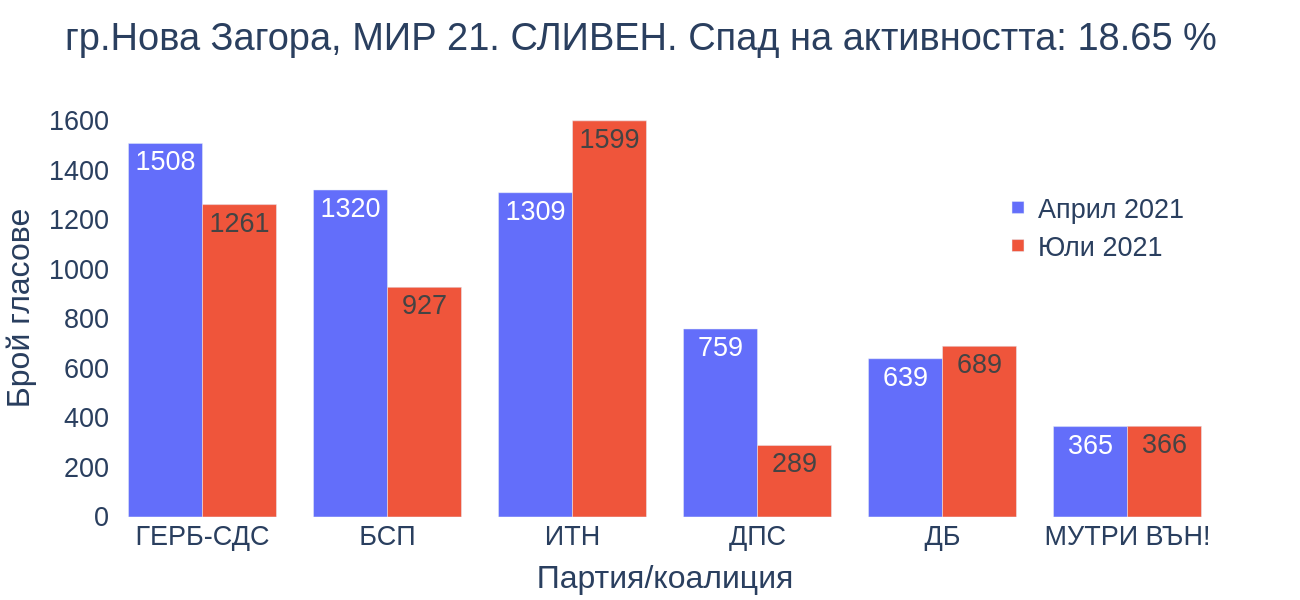 гр.Нова Загора, МИР 21. СЛИВЕН. Спад на активността: 18.65 %
Брой гласове
1600
1400
1200
1000
800
600
400
200
0
1508
1261
1320
927
1309
1599
759
289
639
689
365
366
Април 2021
Юли 2021
ГЕРБ-СДС
БСП
ИТН
ДПС
ДБ
МУТРИ ВЪН!
Партия/коалиция